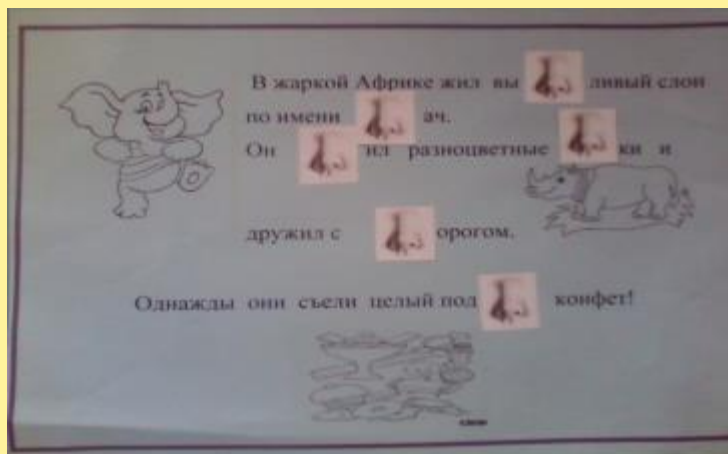 В жаркой Африке жил вы ливый слон
по имени ач.
Он ил разноцветные ки и
дружил с орогом.
Однажды они съели целый под конфет!